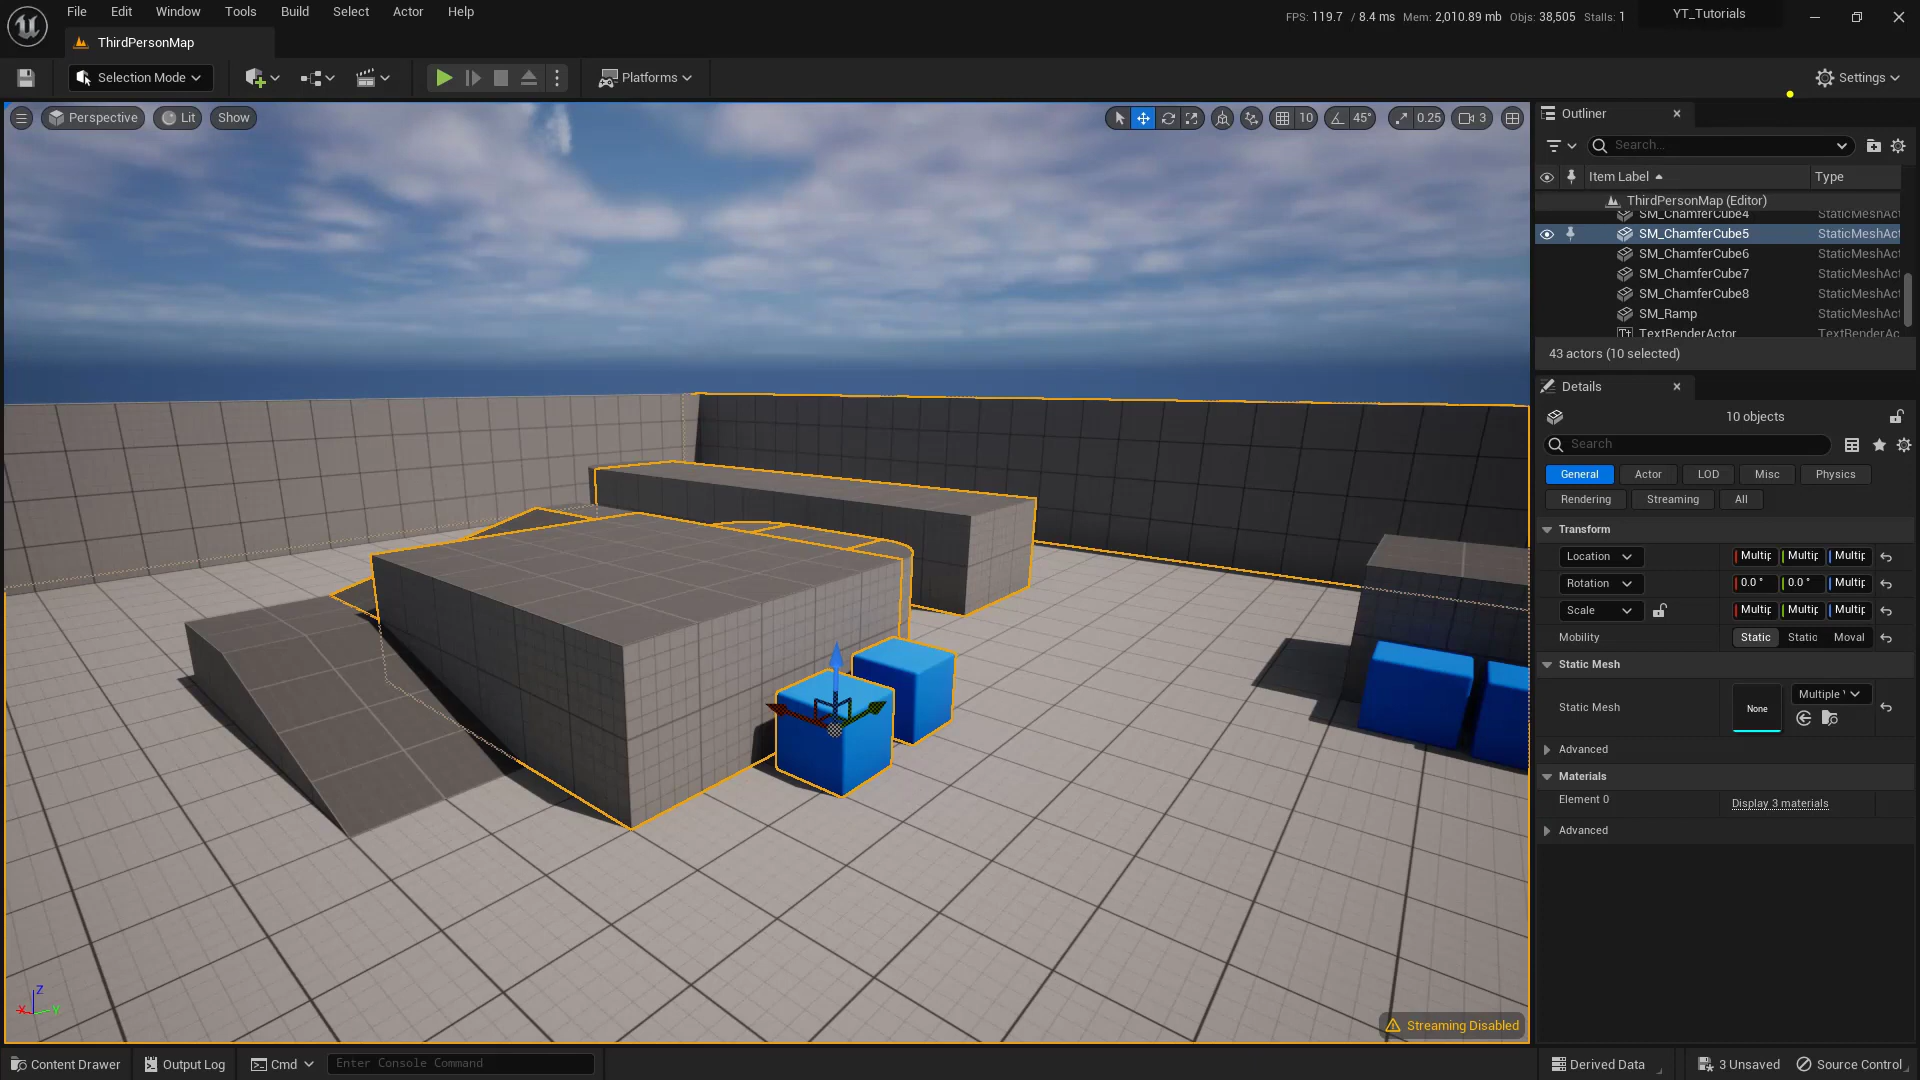 File Edit Window Tools Build Select Actor Help
FPS: 119.7 / 8.4 ms Mem: 2,010.89 mb Objs: 38,505 Stalls: 1
YT_Tutorials
ThirdPersonMap
Selection Mode
Platforms
Settings
Perspective Lit Show
10 45° 0.25 3
Outliner
Search...
Item Label Type
ThirdPersonMap (Editor)
SM_ChamferCube4 StaticMeshAct
SM_ChamferCube5 StaticMeshAct
SM_ChamferCube6 StaticMeshAct
SM_ChamferCube7 StaticMeshAct
SM_ChamferCube8 StaticMeshAct
SM_Ramp StaticMeshAct
TextRenderActor TextRenderAc
43 actors (10 selected)
Details
10 objects
Search
General Actor LOD Misc Physics
Rendering Streaming All
Transform
Location Multip Multip Multip
Rotation 0.0 ° 0.0 ° Multip
Scale Multip Multip Multip
Mobility Static Static Moval
Static Mesh
Static Mesh None Multiple
Advanced
Materials
Element 0 Display 3 materials
Advanced
Z
X Y
Streaming Disabled
Content Drawer Output Log Cmd Enter Console Command
Derived Data 3 Unsaved Source Control